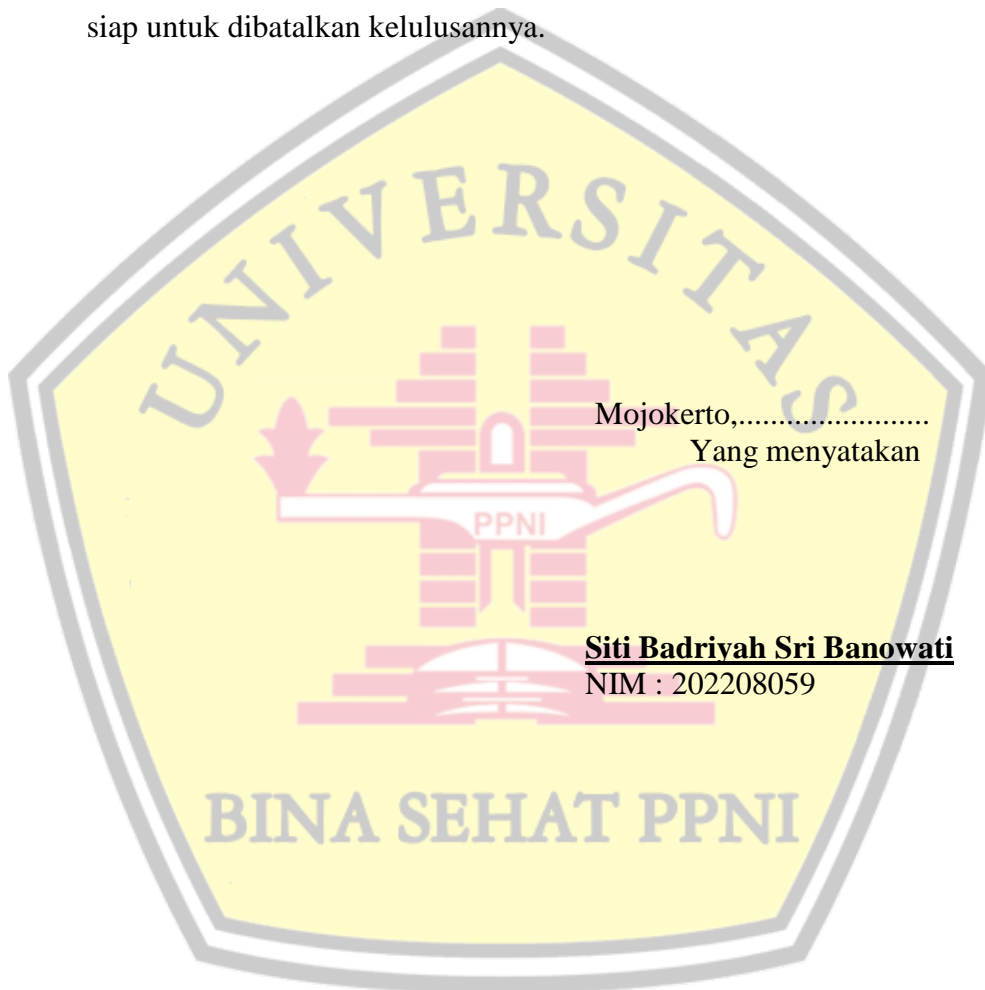 siap untuk dibatalkan kelulusannya.
UNIVERSITAS
Mojokerto,........................
Yang menyatakan
PPNI
Siti Badriyah Sri Banowati
NIM : 202208059
BINA SEHAT PPNI